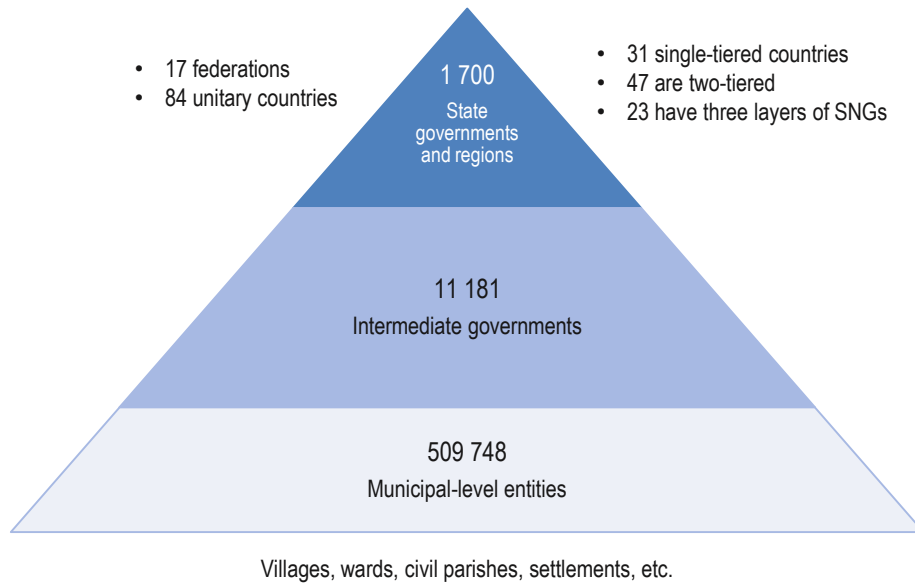 • 17 federations
• 84 unitary countries
• 31 single-tiered countries
• 47 are two-tiered
• 23 have three layers of SNGs
1 700
State
governments
and regions
11 181
Intermediate governments
509 748
Municipal-level entities
Villages, wards, civil parishes, settlements, etc.